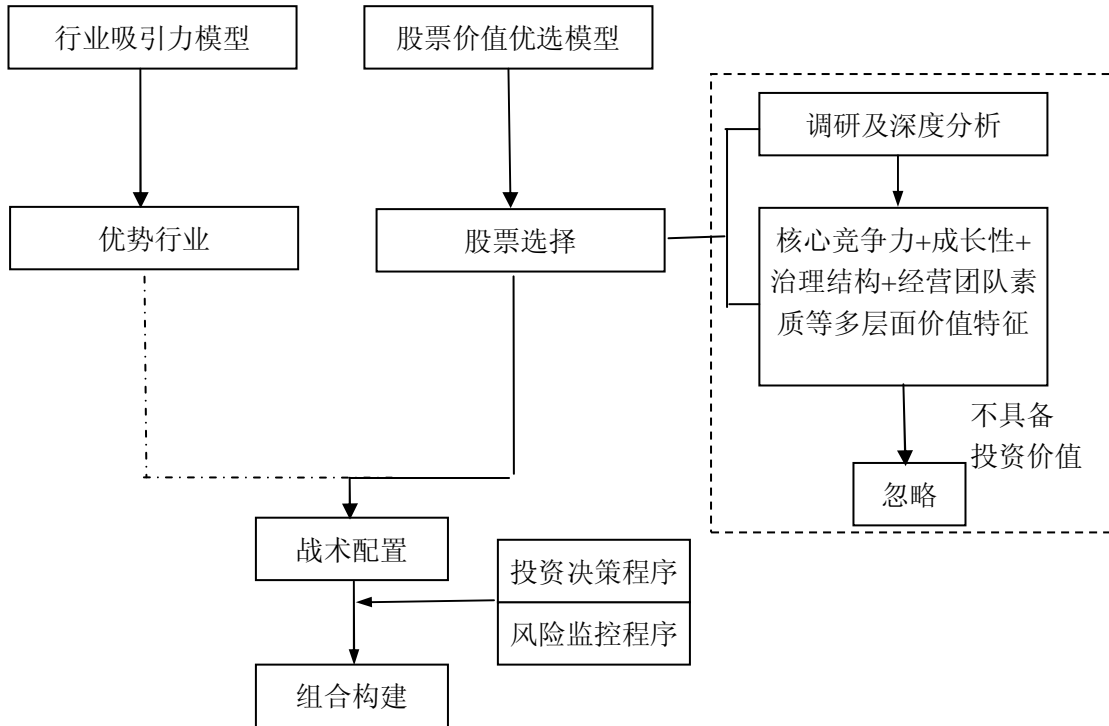 行业吸引力模型
股票价值优选模型
调研及深度分析
优势行业
股票选择
核心竞争力+成长性+
治理结构+经营团队素
质等多层面价值特征
不具备
投资价值
忽略
战术配置
投资决策程序
风险监控程序
组合构建